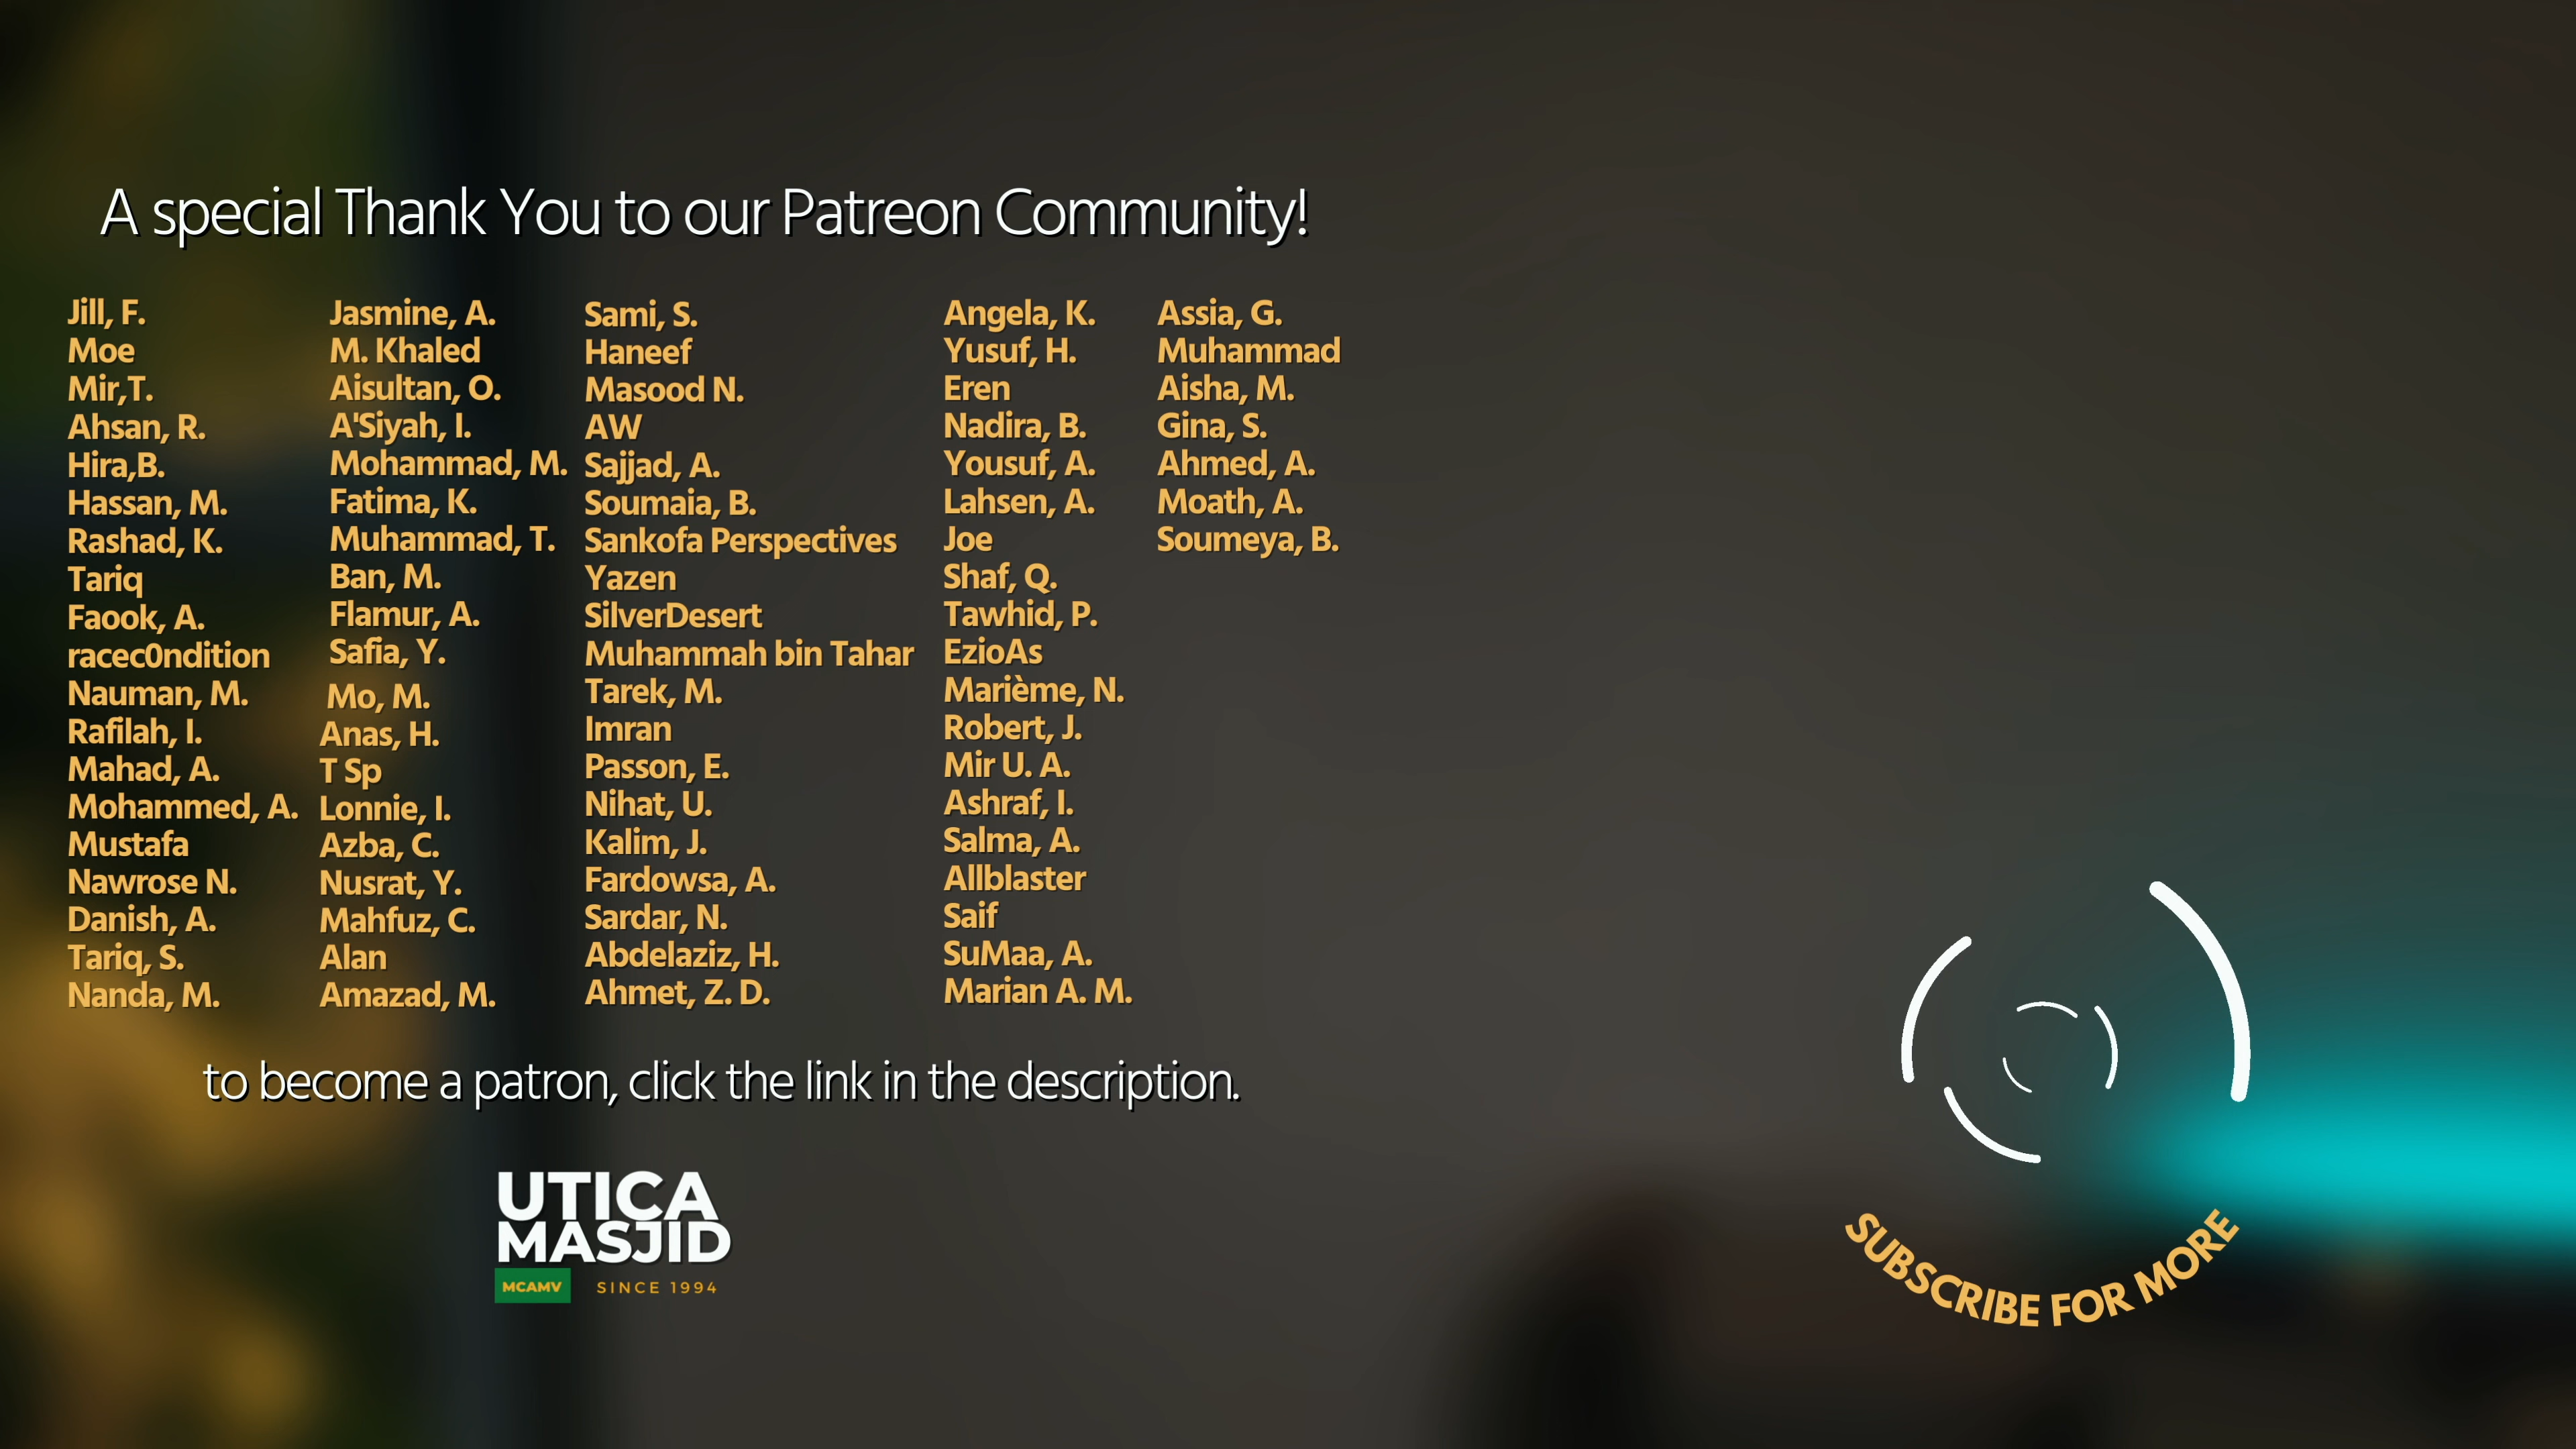 A special Thank You to our Patreon Community!
Jill, F.
Moe
Mir,T.
Ahsan, R.
Hira,B.
Hassan, M.
Rashad, K.
Tariq
Faook, A.
racec0ndition
Nauman, M.
Rafilah, I.
Mahad, A.
Mohammed, A.
Mustafa
Nawrose N.
Danish, A.
Tariq, S.
Nanda, M.
Jasmine, A.
M. Khaled
Aisultan, O.
A'Siyah, I.
Mohammad, M.
Fatima, K.
Muhammad, T.
Ban, M.
Flamur, A.
Safia, Y.
Mo, M.
Anas, H.
T Sp
Lonnie, I.
Azba, C.
Nusrat, Y.
Mahfuz, C.
Alan
Amazad, M.
Sami, S.
Haneef
Masood N.
AW
Sajjad, A.
Soumaia, B.
Sankofa Perspectives
Yazen
SilverDesert
Muhammah bin Tahar
Tarek, M.
Imran
Passon, E.
Nihat, U.
Kalim, J.
Fardowsa, A.
Sardar, N.
Abdelaziz, H.
Ahmet, Z. D.
Angela, K.
Yusuf, H.
Eren
Nadira, B.
Yousuf, A.
Lahsen, A.
Joe
Shaf, Q.
Tawhid, P.
EzioAs
Marième, N.
Robert, J.
Mir U. A.
Ashraf, I.
Salma, A.
Allblaster
Saif
SuMaa, A.
Marian A. M.
Assia, G.
Muhammad
Aisha, M.
Gina, S.
Ahmed, A.
Moath, A.
Soumeya, B.
to become a patron, click the link in the description.
UTICA
MASJID
MCAMV SINCE 1994
SUBSCRIBE FOR MORE